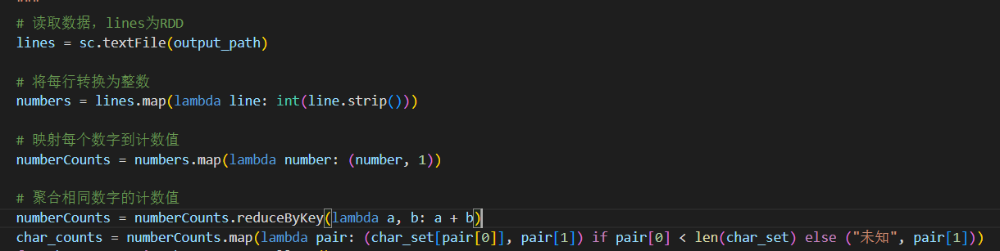 # 读取数据，lines为RDD
lines = sc.textFile(output_path)
# 将每行转换为整数
numbers = lines.map(lambda line: int(line.strip()))
# 映射每个数字到计数值
numberCounts = numbers.map(lambda number: (number, 1))
# 聚合相同数字的计数值
numberCounts = numberCounts.reduceByKey(lambda a, b: a + b)
char_counts = numberCounts.map(lambda pair: (char_set[pair[0]], pair[1]) if pair[0] < len(char_set) else ("未知", pair[1]))